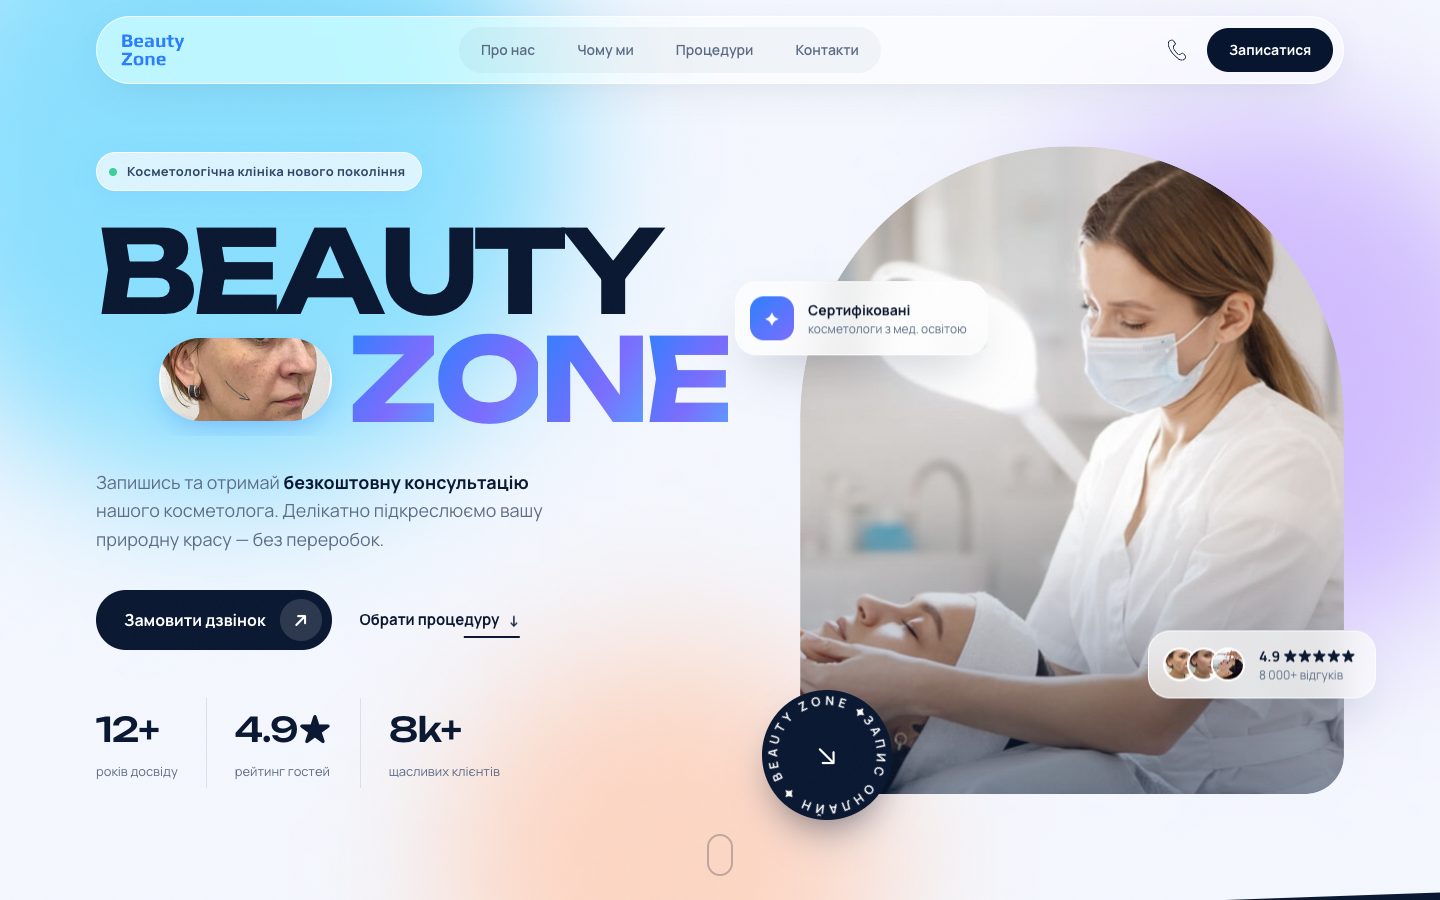 Beauty
Zone
Про нас
Чому ми
Процедури
Контакти
Записатися
Косметологічна клініка нового покоління
BEAUTY
ZONE
Сертифіковані
косметологи з мед. освітою
Запишись та отримай безкоштовну консультацію
нашого косметолога. Делікатно підкреслюємо вашу
природну красу — без переробок.
Замовити дзвінок
Обрати процедуру ↓
4.9 ★★★★★
8 000+ відгуків
BEAUTY ZONE ✦ ЗАПИС ОНЛАЙН ✦
12+
років досвіду
4.9★
рейтинг гостей
8k+
щасливих клієнтів